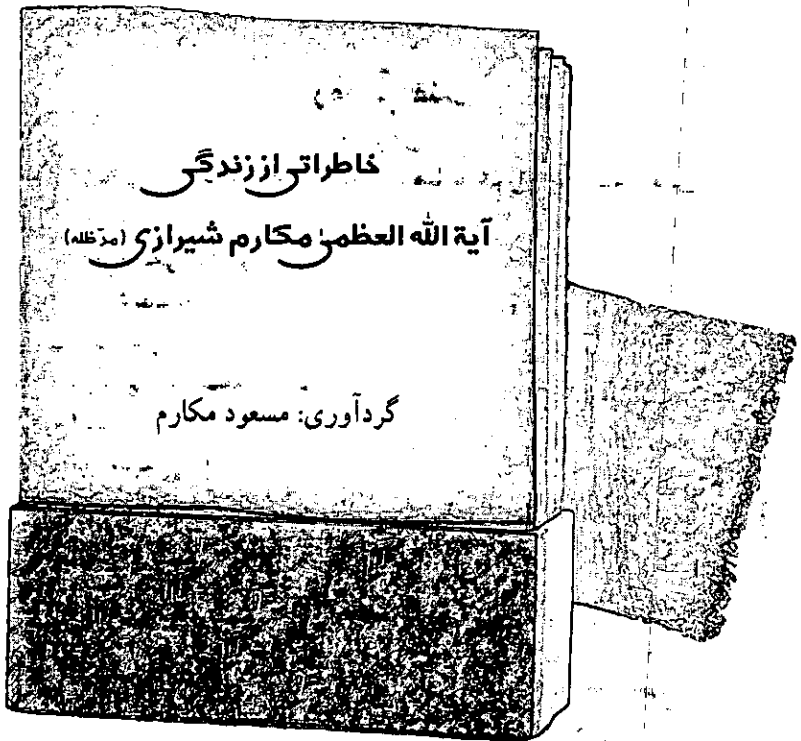 خاطراتی از زندگی
آیة الله العظمیٰ مکارم شیرازی (مدّظله)
گردآوری: مسعود مکارم